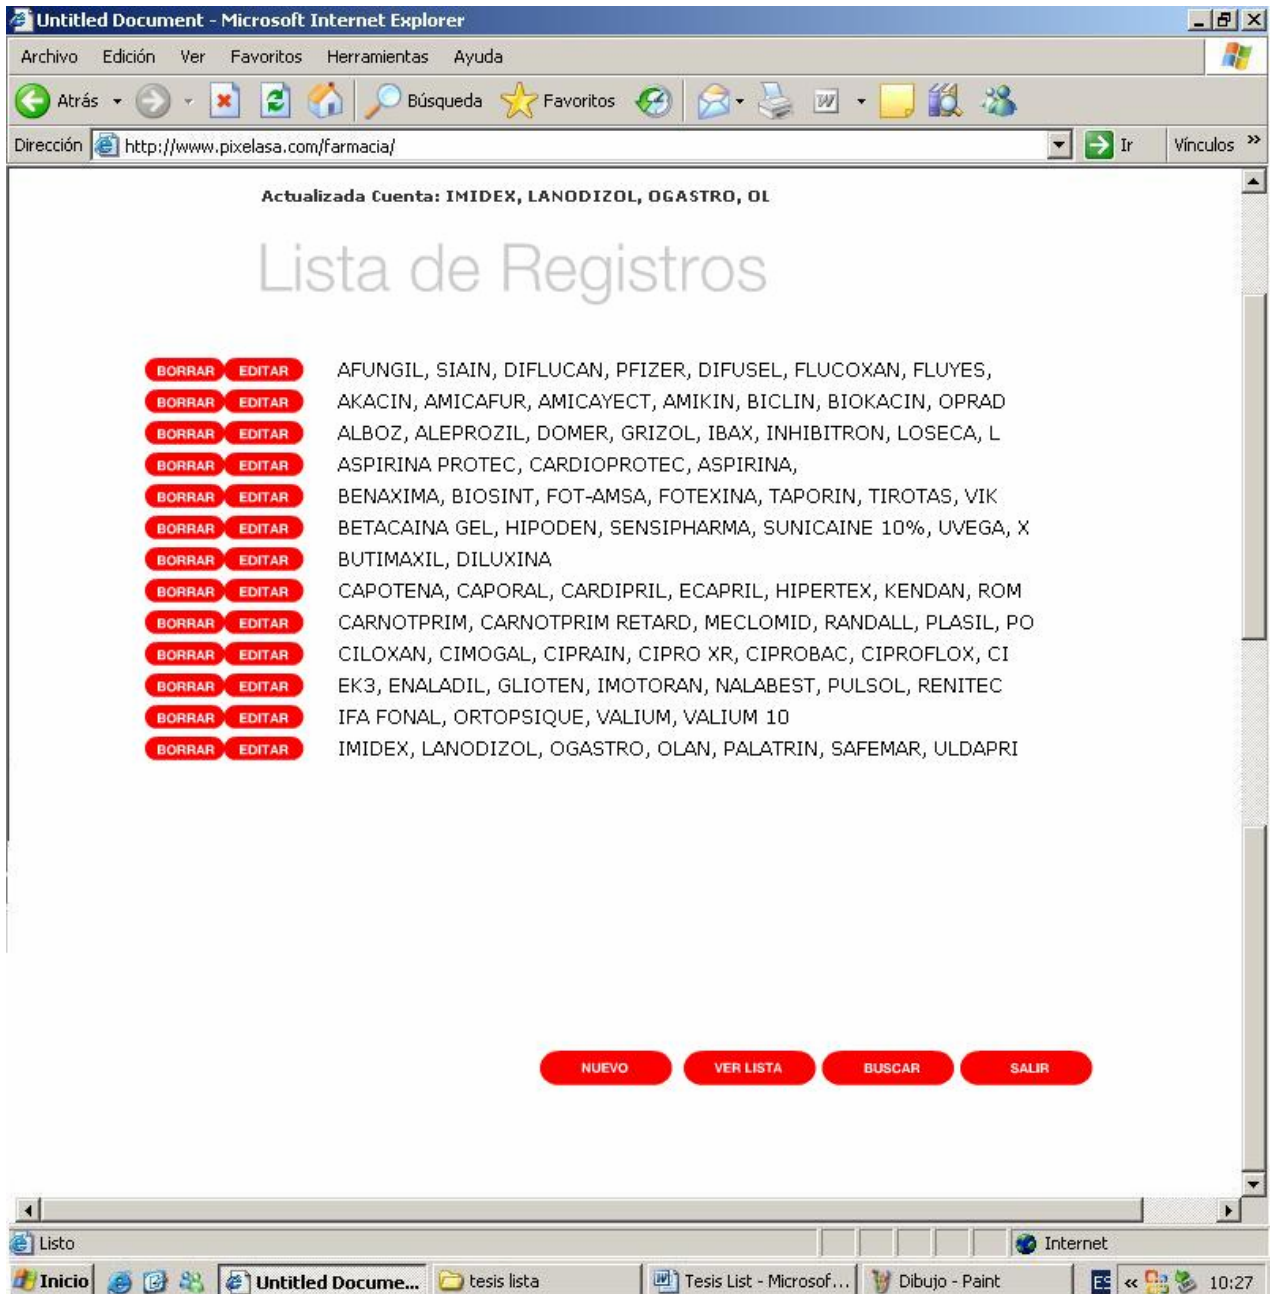 Untitled Document - Microsoft Internet Explorer
Archivo Edición Ver Favoritos Herramientas Ayuda
Atrás Búsqueda Favoritos
Dirección http://www.pixelasa.com/farmacia/ Ir Vínculos »
Actualizada Cuenta: IMIDEX, LANODIZOL, OGASTRO, OL
Lista de Registros
BORRAR EDITAR AFUNGIL, SIAIN, DIFLUCAN, PFIZER, DIFUSEL, FLUCOXAN, FLUYES,
BORRAR EDITAR AKACIN, AMICAFUR, AMICAYECT, AMIKIN, BICLIN, BIOKACIN, OPRAD
BORRAR EDITAR ALBOZ, ALEPROZIL, DOMER, GRIZOL, IBAX, INHIBITRON, LOSECA, L
BORRAR EDITAR ASPIRINA PROTEC, CARDIOPROTEC, ASPIRINA,
BORRAR EDITAR BENAXIMA, BIOSINT, FOT-AMSA, FOTEXINA, TAPORIN, TIROTAS, VIK
BORRAR EDITAR BETACAINA GEL, HIPODEN, SENSIPHARMA, SUNICAINE 10%, UVEGA, X
BORRAR EDITAR BUTIMAXIL, DILUXINA
BORRAR EDITAR CAPOTENA, CAPORAL, CARDIPRIL, ECAPRIL, HIPERTEX, KENDAN, ROM
BORRAR EDITAR CARNOTPRIM, CARNOTPRIM RETARD, MECLOMID, RANDALL, PLASIL, PO
BORRAR EDITAR CILOXAN, CIMOGAL, CIPRAIN, CIPRO XR, CIPROBAC, CIPROFLOX, CI
BORRAR EDITAR EK3, ENALADIL, GLIOTEN, IMOTORAN, NALABEST, PULSOL, RENITEC
BORRAR EDITAR IFA FONAL, ORTOPSIQUE, VALIUM, VALIUM 10
BORRAR EDITAR IMIDEX, LANODIZOL, OGASTRO, OLAN, PALATRIN, SAFEMAR, ULDAPRI
NUEVO VER LISTA BUSCAR SALIR
Listo Internet
Inicio Untitled Docume... tesis lista Tesis List - Microsof... Dibujo - Paint ES « 10:27